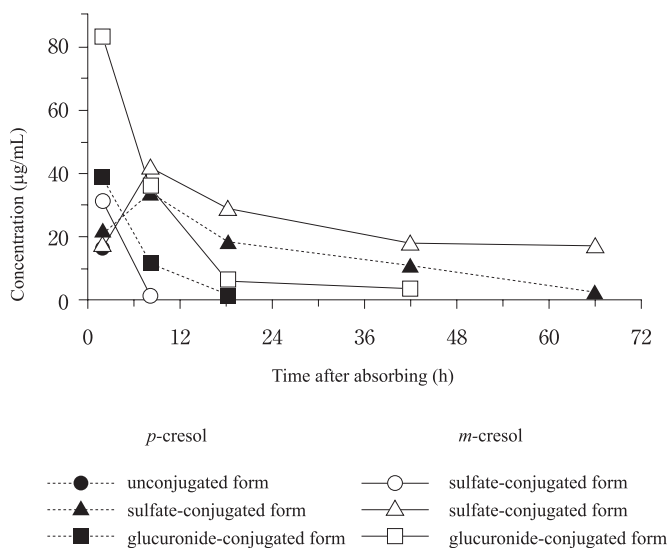 80
60
40
20
0
Concentration (μg/mL)
0 12 24 36 48 60 72
Time after absorbing (h)
p-cresol m-cresol
unconjugated form sulfate-conjugated form
sulfate-conjugated form sulfate-conjugated form
glucuronide-conjugated form glucuronide-conjugated form